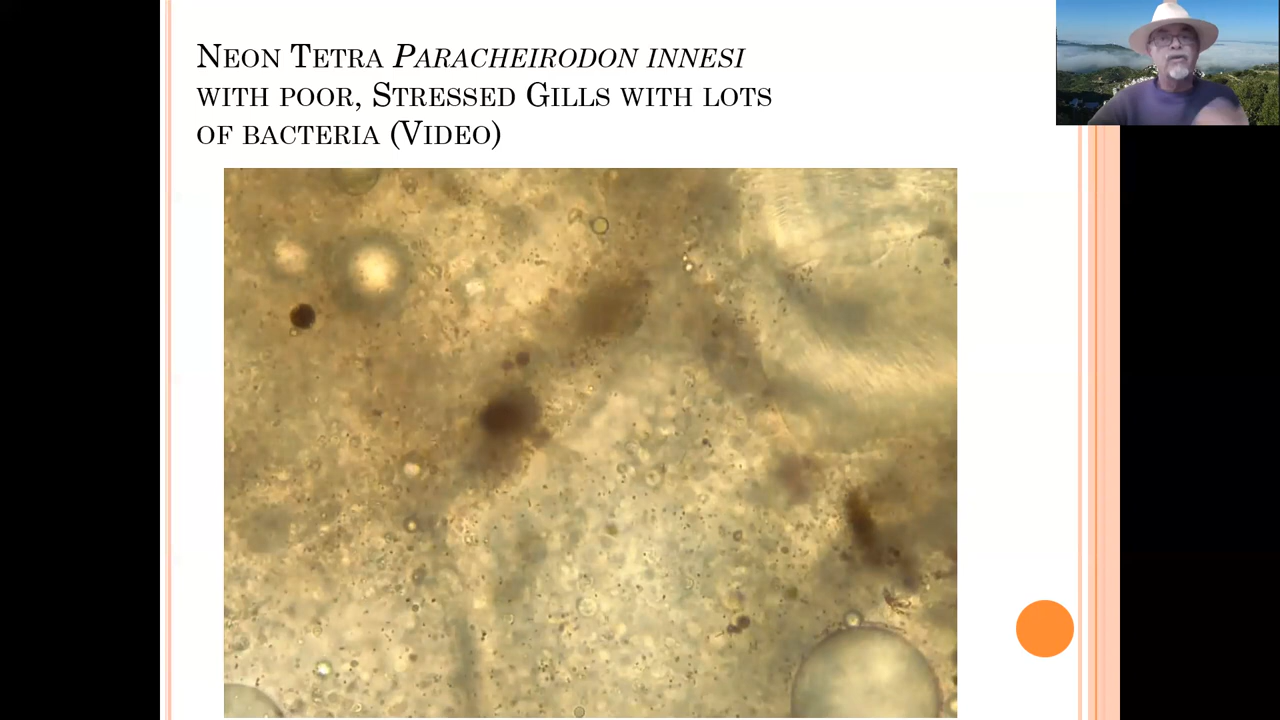 Neon Tetra Paracheirodon innesi
with poor, Stressed Gills with lots
of bacteria (Video)